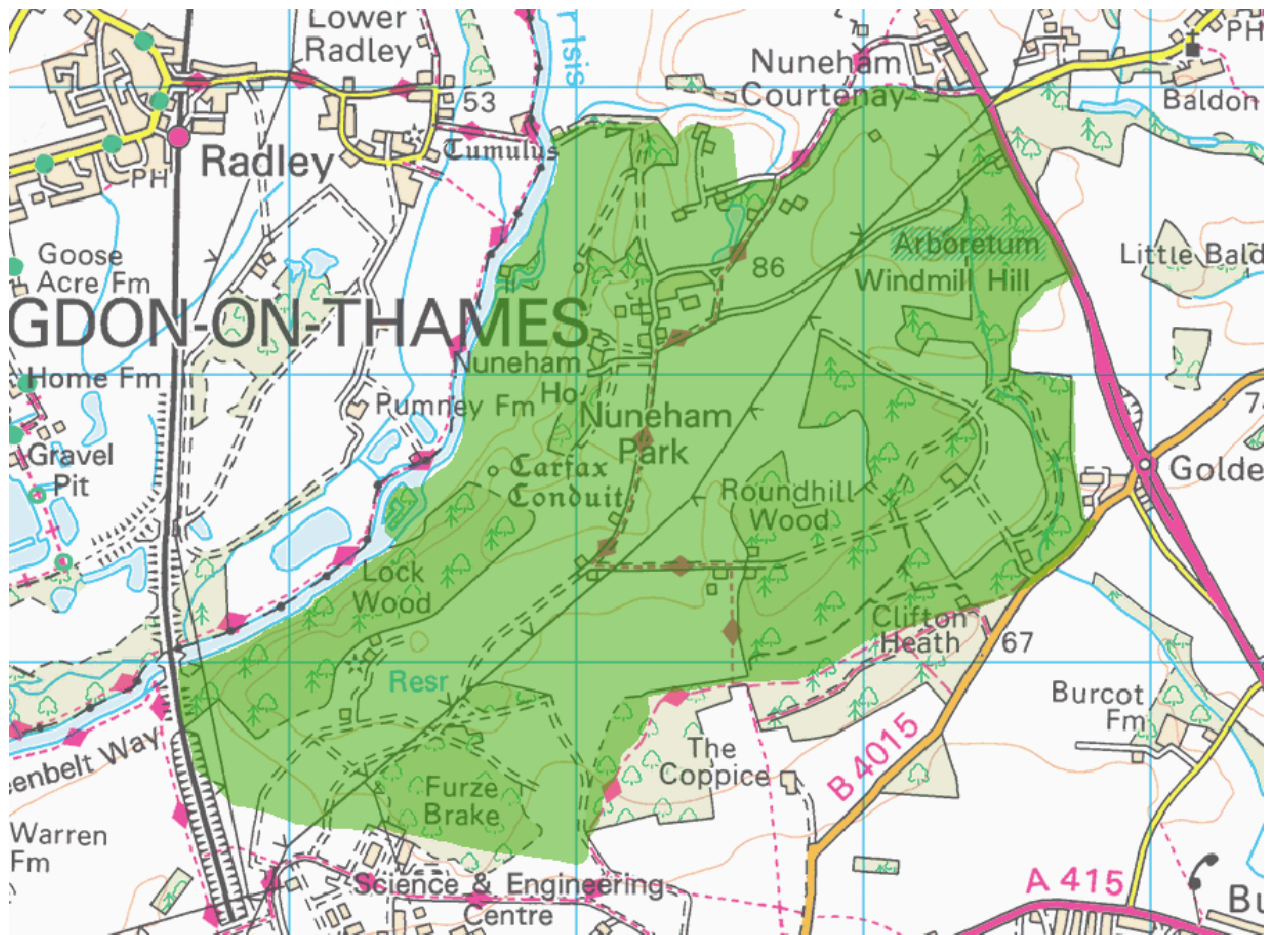 Lower
Radley
r Isis
Nuneham
Courtenay
PH
Baldon
53
Tumulus
Radley
PH
Goose
Acre Fm
86
Arboretum
Windmill Hill
Little Bald
GDON-ON-THAMES
Nuneham
Ho
Home Fm
Pumney Fm
Nuneham
Park
7
Gravel
Pit
Carfax
Conduit
Golde
Roundhill
Wood
Lock
Wood
Clifton
Heath
67
Resr
Burcot
Fm
eenbelt Way
The
Coppice
B 4015
Furze
Brake
Warren
Fm
Science & Engineering
Centre
A 415
Bu